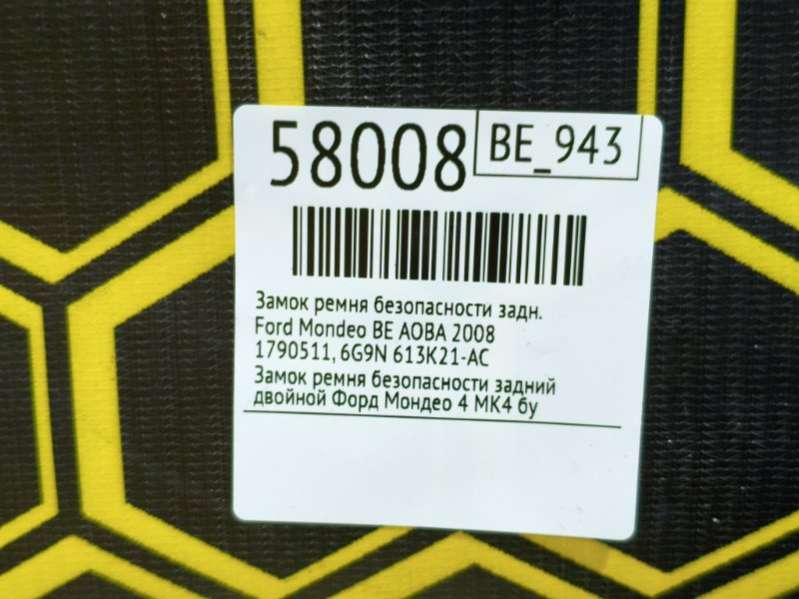 58008
BE_943
Замок ремня безопасности задн.
Ford Mondeo BE AOBA 2008
1790511, 6G9N 613K21-AC
Замок ремня безопасности задний
двойной Форд Мондео 4 МК4 бу